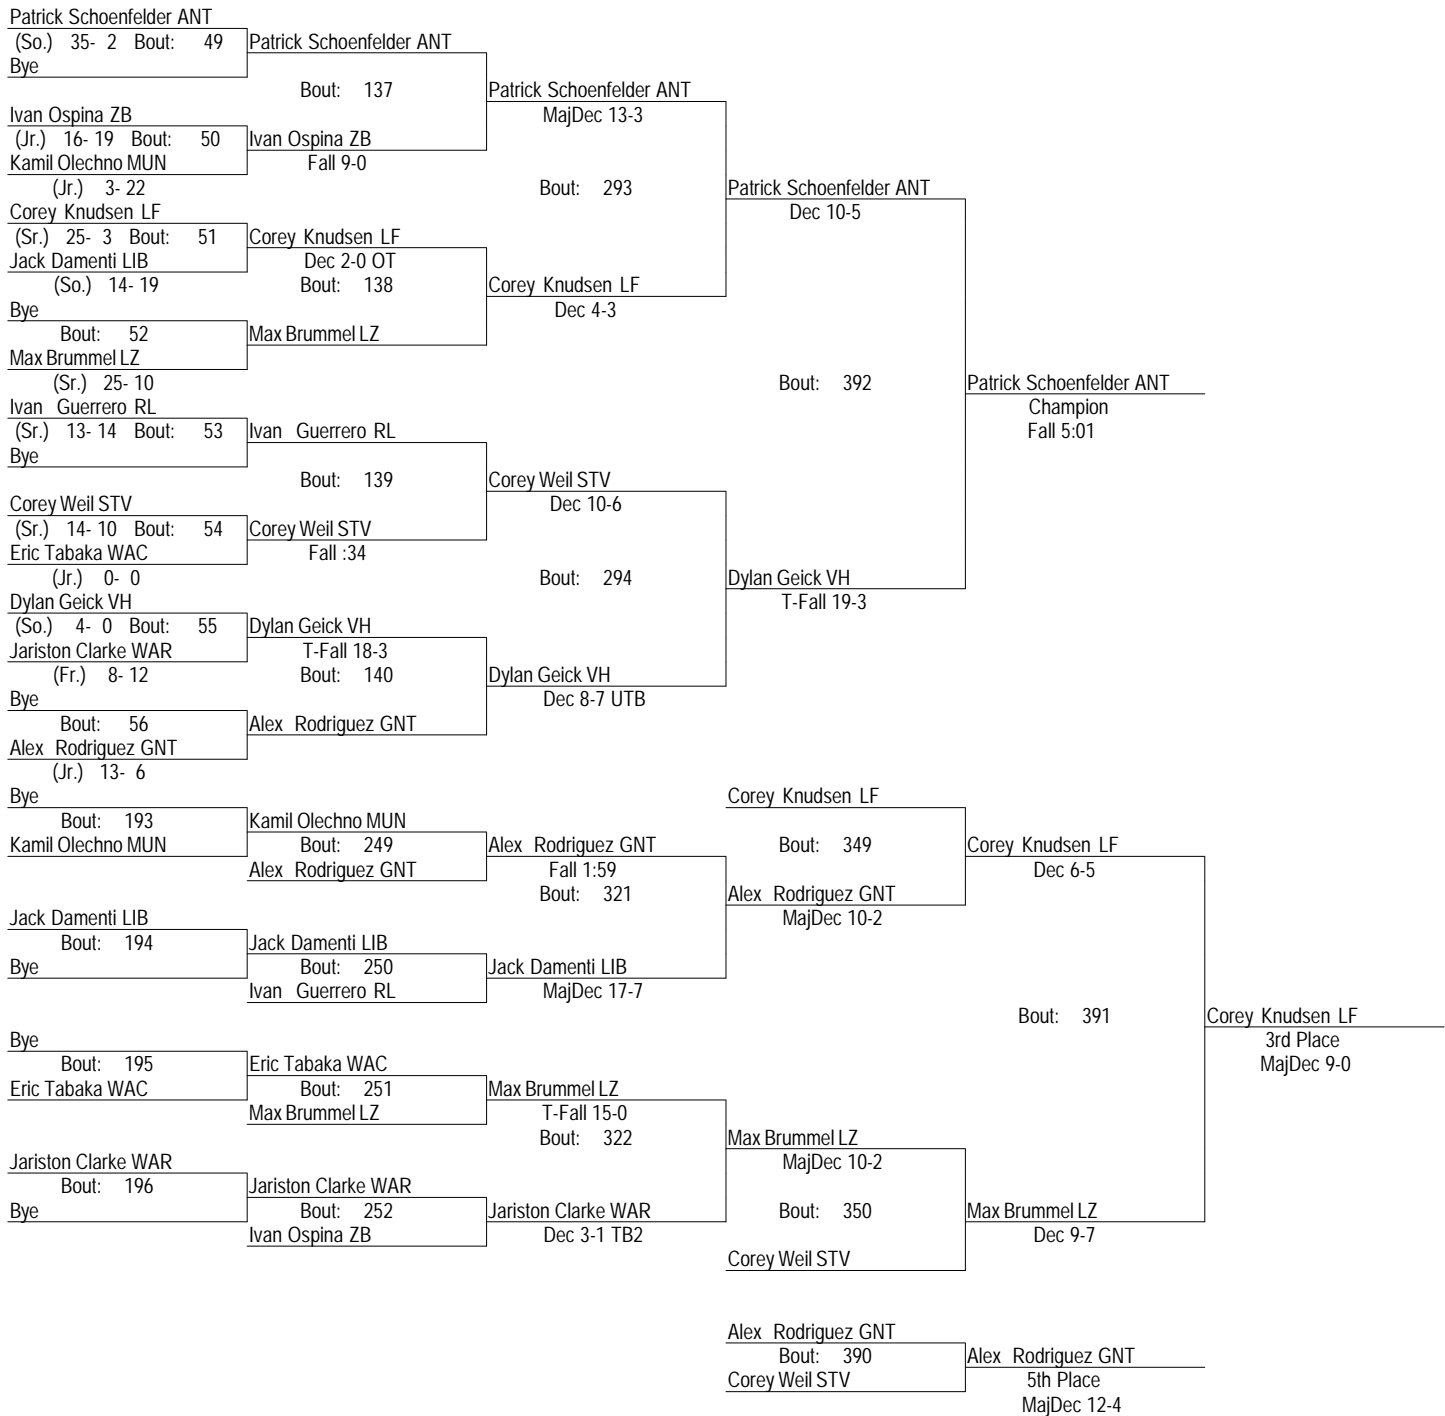 Patrick Schoenfelder ANT
(So.) 35- 2 Bout: 49
Patrick Schoenfelder ANT
Bye
Bout: 137
Patrick Schoenfelder ANT
MajDec 13-3
Ivan Ospina ZB
(Jr.) 16- 19 Bout: 50
Ivan Ospina ZB
Kamil Olechno MUN
Fall 9-0
(Jr.) 3- 22
Bout: 293
Patrick Schoenfelder ANT
Dec 10-5
Corey Knudsen LF
(Sr.) 25- 3 Bout: 51
Corey Knudsen LF
Jack Damenti LIB
Dec 2-0 OT
(So.) 14- 19
Bout: 138
Corey Knudsen LF
Dec 4-3
Bye
Bout: 52
Max Brummel LZ
Max Brummel LZ
(Sr.) 25- 10
Bout: 392
Patrick Schoenfelder ANT
Champion
Fall 5:01
Ivan Guerrero RL
(Sr.) 13- 14 Bout: 53
Ivan Guerrero RL
Bye
Bout: 139
Corey Weil STV
Dec 10-6
Corey Weil STV
(Sr.) 14- 10 Bout: 54
Corey Weil STV
Eric Tabaka WAC
Fall :34
(Jr.) 0- 0
Bout: 294
Dylan Geick VH
T-Fall 19-3
Dylan Geick VH
(So.) 4- 0 Bout: 55
Dylan Geick VH
Jariston Clarke WAR
T-Fall 18-3
(Fr.) 8- 12
Bout: 140
Dylan Geick VH
Dec 8-7 UTB
Bye
Bout: 56
Alex Rodriguez GNT
Alex Rodriguez GNT
(Jr.) 13- 6
Bye
Bout: 193
Kamil Olechno MUN
Kamil Olechno MUN
Bout: 249
Alex Rodriguez GNT
Alex Rodriguez GNT
Fall 1:59
Bout: 321
Corey Knudsen LF
Bout: 349
Corey Knudsen LF
Dec 6-5
Alex Rodriguez GNT
MajDec 10-2
Jack Damenti LIB
Bout: 194
Jack Damenti LIB
Bye
Bout: 250
Jack Damenti LIB
Ivan Guerrero RL
MajDec 17-7
Bout: 391
Corey Knudsen LF
3rd Place
MajDec 9-0
Bye
Bout: 195
Eric Tabaka WAC
Eric Tabaka WAC
Bout: 251
Max Brummel LZ
Max Brummel LZ
T-Fall 15-0
Bout: 322
Max Brummel LZ
MajDec 10-2
Jariston Clarke WAR
Bout: 196
Jariston Clarke WAR
Bye
Bout: 252
Jariston Clarke WAR
Ivan Ospina ZB
Dec 3-1 TB2
Bout: 350
Max Brummel LZ
Dec 9-7
Corey Weil STV
Alex Rodriguez GNT
Bout: 390
Alex Rodriguez GNT
Corey Weil STV
5th Place
MajDec 12-4